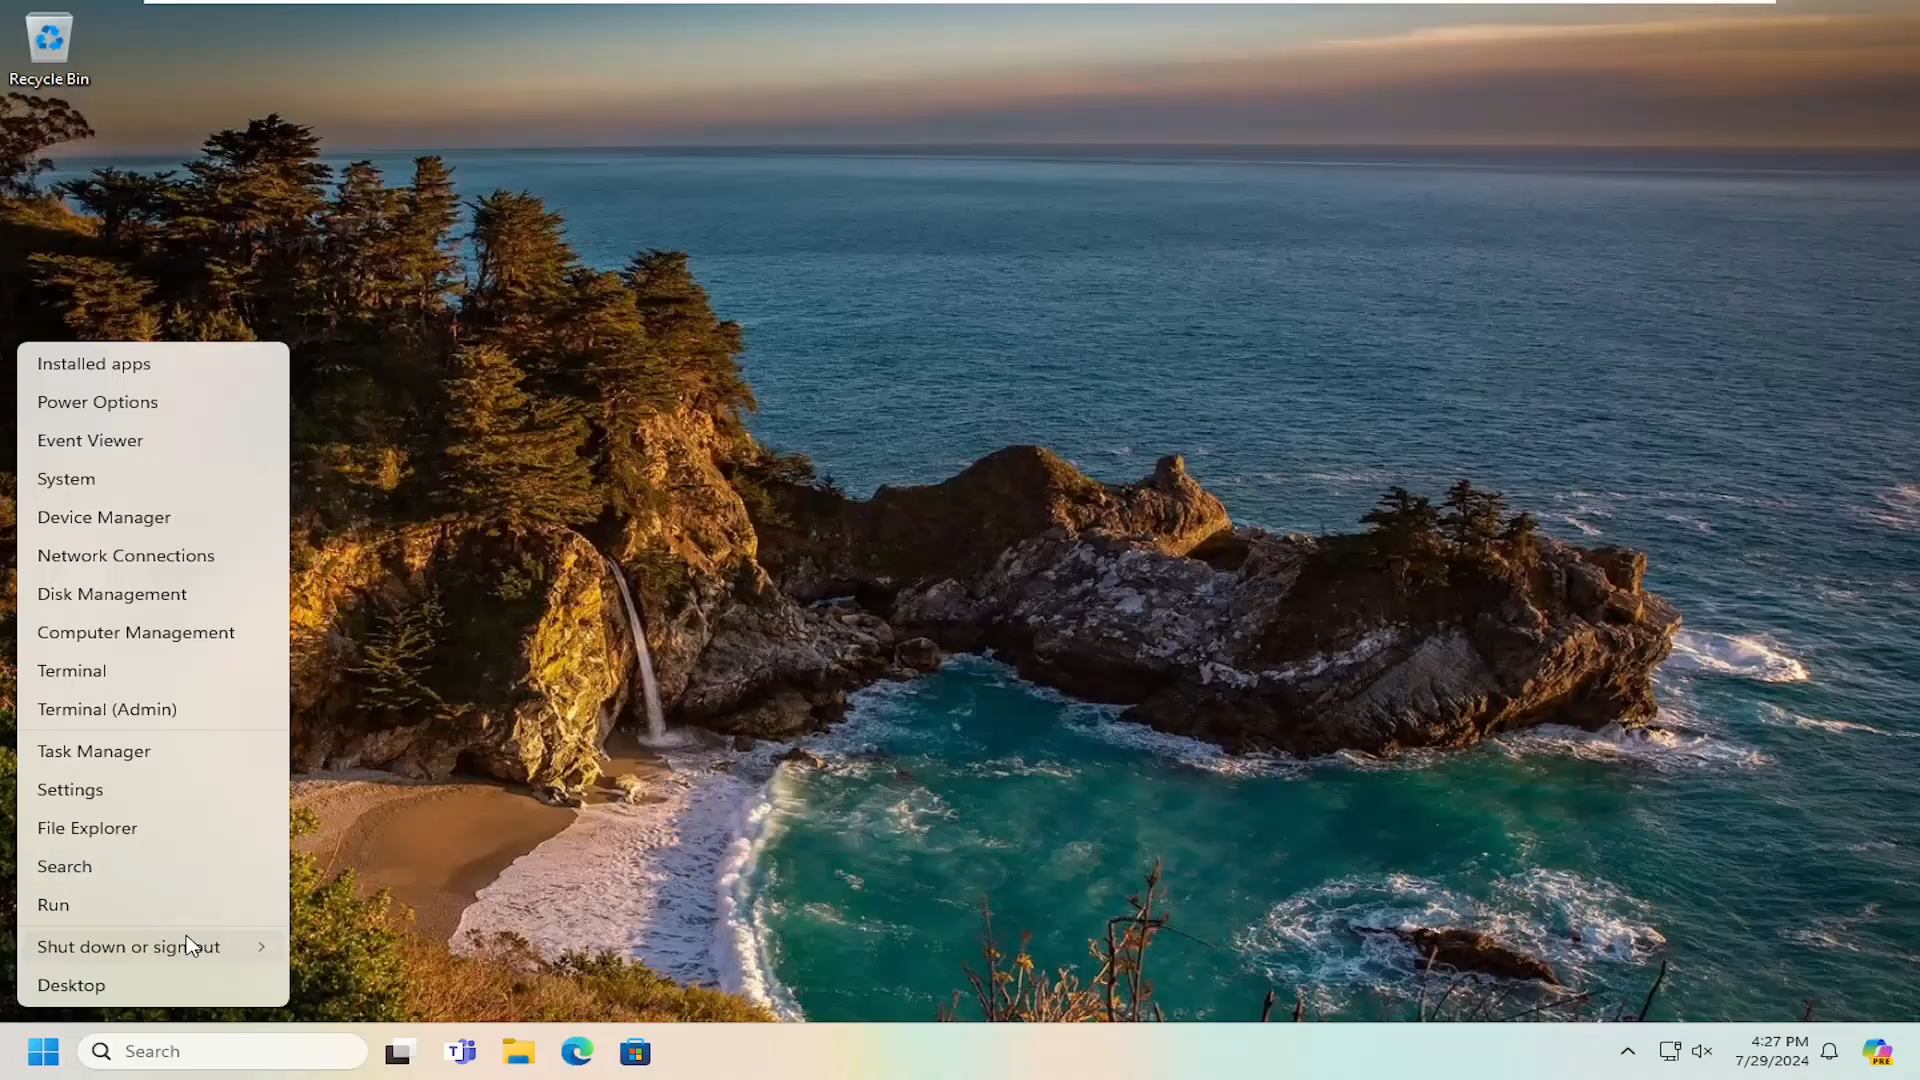 Recycle Bin
Installed apps
Power Options
Event Viewer
System
Device Manager
Network Connections
Disk Management
Computer Management
Terminal
Terminal (Admin)
Task Manager
Settings
File Explorer
Search
Run
Shut down or sign out
Desktop
Search
T
4:27 PM
7/29/2024
PRE